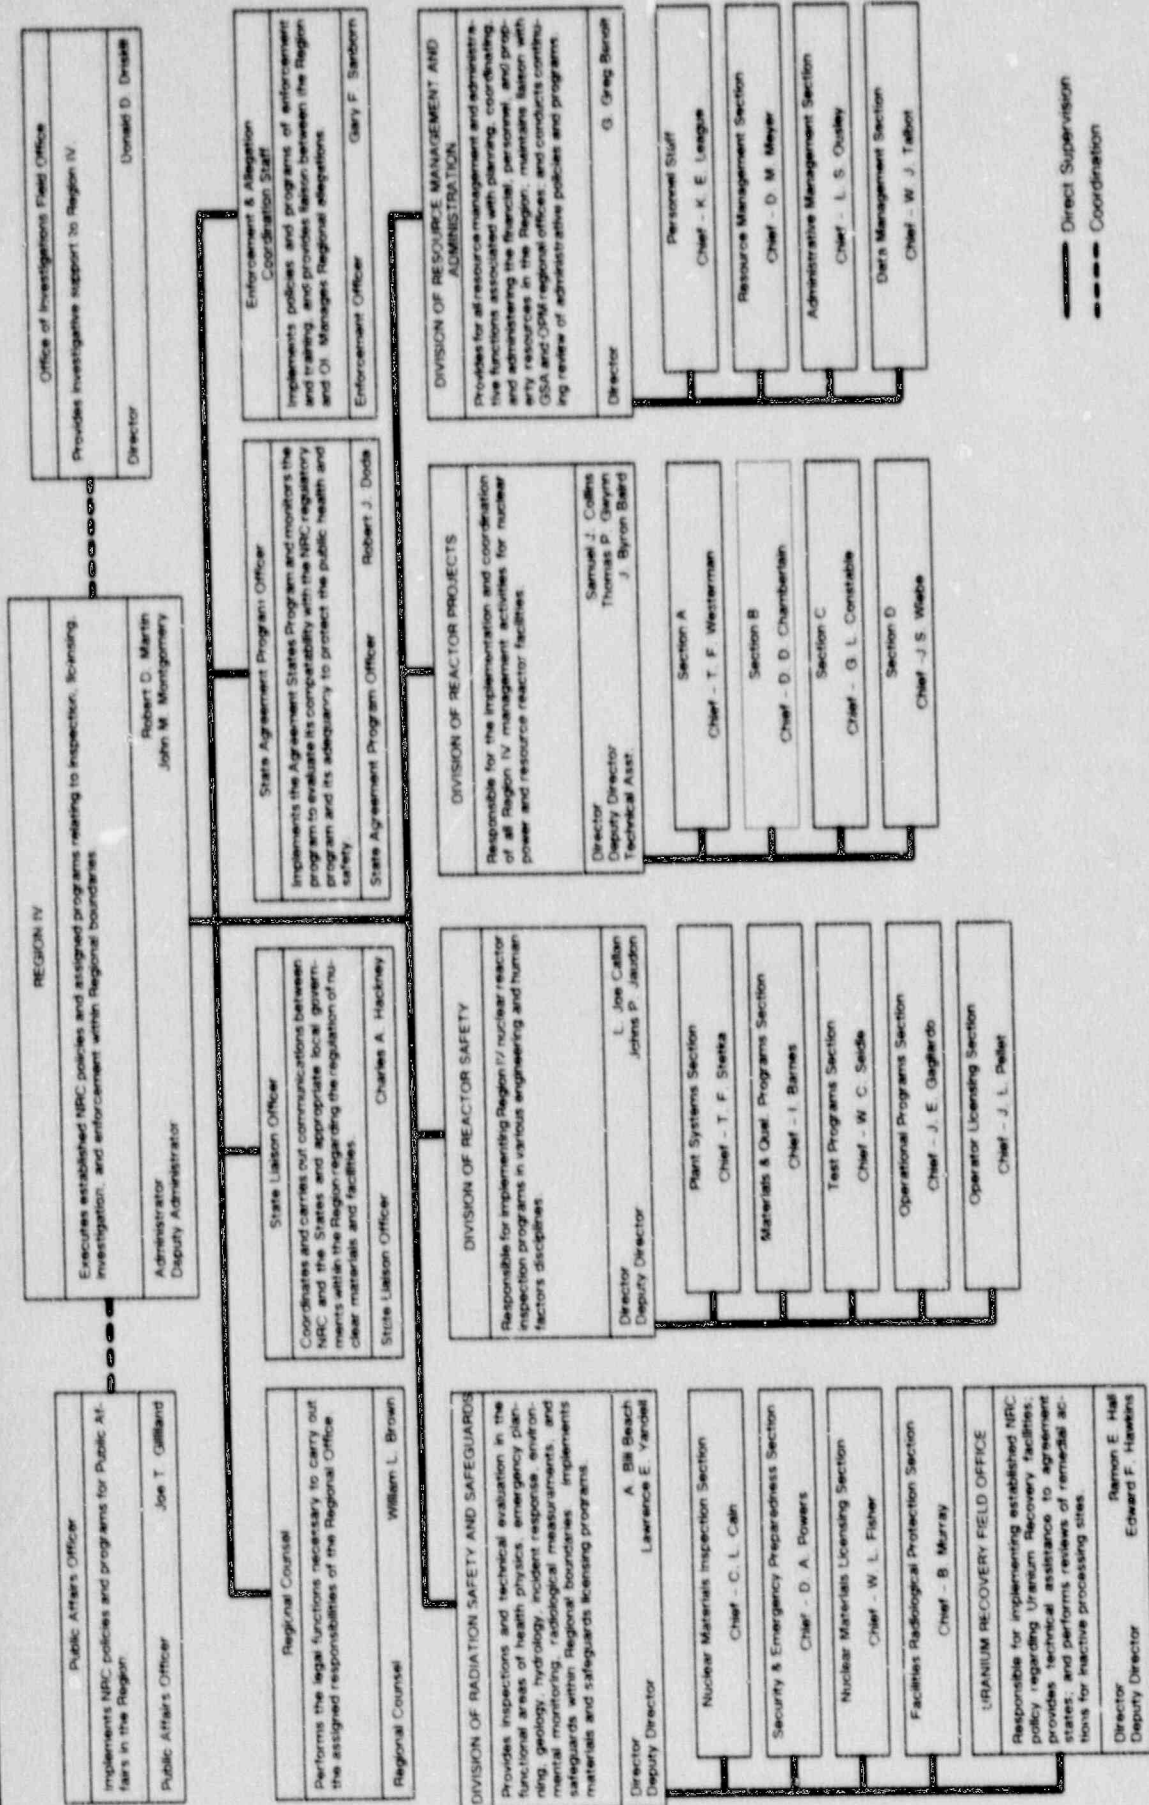 REGION IV
Executes established NRC policies and assigned programs relating to inspection, licensing,
investigation, and enforcement within Regional boundaries
Administrator Robert D. Martin
Deputy Administrator John M. Montgomery
Public Affairs Officer
Implements NRC policies and programs for Public Af-
fairs in the Region
Public Affairs Officer Joe T. Gilliland
Office of Investigations Field Office
Provides investigative support to Region IV
Director Donald D. Driskill
Regional Counsel
Performs the legal functions necessary to carry out
the assigned responsibilities of the Regional Office.
Regional Counsel William L. Brown
State Liaison Officer
Coordinates and carries out communications between
NRC and the States and appropriate local govern-
ments within the Region regarding the regulation of nu-
clear materials and facilities.
State Liaison Officer Charles A. Hackney
State Agreement Program Officer
Implements the Agreement States Program and monitors the
program to evaluate its compatability with the NRC regulatory
program and its adequacy to protect the public health and
safety.
State Agreement Program Officer Robert J. Doda
Enforcement & Allegation
Coordination Staff
Implements policies and programs of enforcement
and training, and provides liaison between the Region
and OI. Manages Regional allegations.
Enforcement Officer Gary F. Sanborn
DIVISION OF RADIATION SAFETY AND SAFEGUARDS
Provides inspections and technical evaluation in the
functional areas of health physics, emergency plan-
ning, geology, hydrology, incident response, environ-
mental monitoring, radiological measurements, and
safeguards within Regional boundaries. Implements
materials and safeguards licensing programs.
Director A. Bill Beach
Deputy Director Lawrence E. Yandell
Nuclear Materials Inspection Section
Chief - C. L. Cain
Security & Emergency Preparedness Section
Chief - D. A. Powers
Nuclear Materials Licensing Section
Chief - W. L. Fisher
Facilities Radiological Protection Section
Chief - B. Murray
URANIUM RECOVERY FIELD OFFICE
Responsible for implementing established NRC
policy regarding Uranium Recovery facilities;
provides technical assistance to agreement
states; and performs reviews of remedial ac-
tions for inactive processing sites.
Director Ramon E. Hall
Deputy Director Edward F. Hawkins
DIVISION OF REACTOR SAFETY
Responsible for implementing Region IV nuclear reactor
inspection programs in various engineering and human
factors disciplines
Director L. Joe Callan
Deputy Director Johns P. Jaudon
Plant Systems Section
Chief - T. F. Stetka
Materials & Qual. Programs Section
Chief - I. Barnes
Test Programs Section
Chief - W. C. Seidle
Operational Programs Section
Chief - J. E. Gagliardo
Operator Licensing Section
Chief - J. L. Pellet
DIVISION OF REACTOR PROJECTS
Responsible for the implementation and coordination
of all Region IV management activities for nuclear
power and resource reactor facilities.
Director Samuel J. Collins
Deputy Director Thomas P. Gwynn
Technical Asst. J. Byron Baird
Section A
Chief - T. F. Westerman
Section B
Chief - D. D. Chamberlain
Section C
Chief - G. L. Constable
Section D
Chief - J. S. Wiebe
DIVISION OF RESOURCE MANAGEMENT AND
ADMINISTRATION
Provides for all resource management and administra-
tive functions associated with planning, coordinating,
and administering the financial, personnel, and prop-
erty resources in the Region, maintains liaison with
GSA and OPM regional offices, and conducts continu-
ing review of administrative policies and programs
Director G. Greg Benoit
Personnel Staff
Chief - K. E. League
Resource Management Section
Chief - D. M. Meyer
Administrative Management Section
Chief - L. S. Ousley
Data Management Section
Chief - W. J. Talbot
Direct Supervision
Coordination